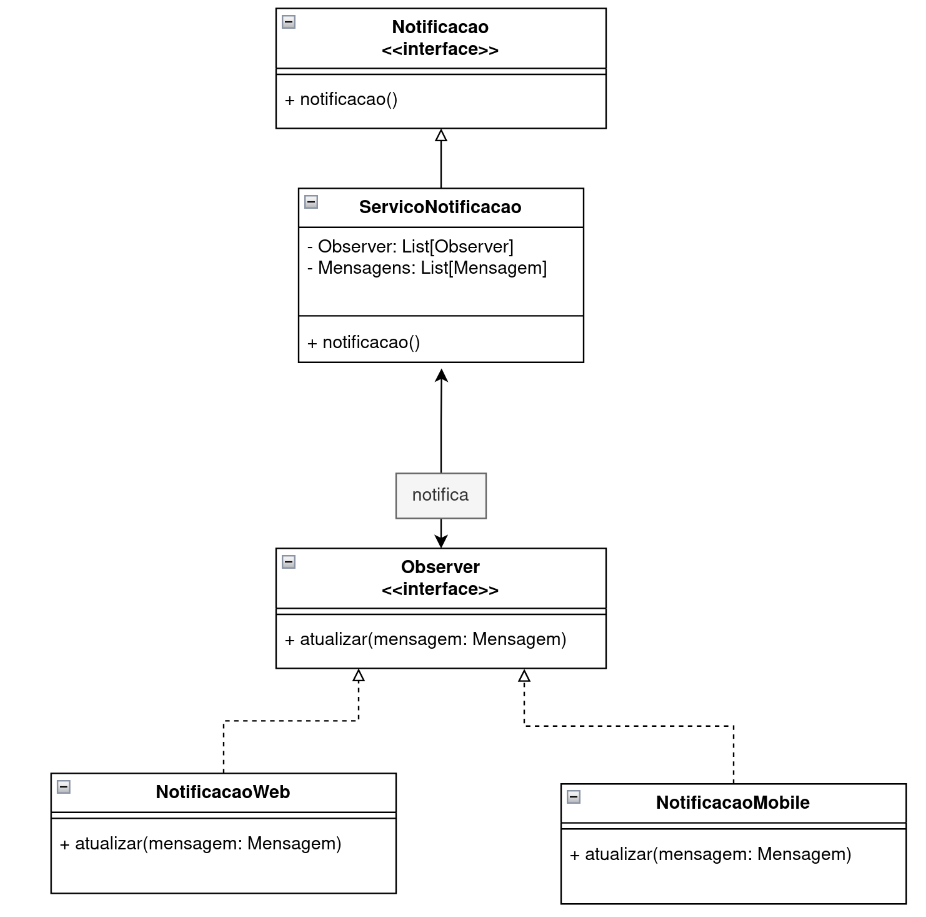 Notificacao
<<interface>>
+ notificacao()
ServicoNotificacao
- Observer: List[Observer]
- Mensagens: List[Mensagem]
+ notificacao()
notifica
Observer
<<interface>>
+ atualizar(mensagem: Mensagem)
NotificacaoWeb
+ atualizar(mensagem: Mensagem)
NotificacaoMobile
+ atualizar(mensagem: Mensagem)